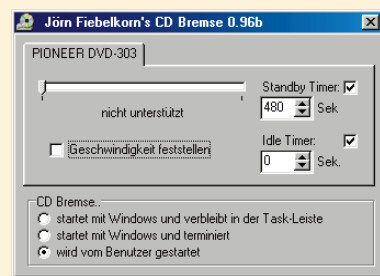 Jörn Fiebelkorn's CD Bremse 0.96b
PIONEER DVD-303
Standby Timer:
nicht unterstützt
480 Sek
Geschwindigkeit feststellen
Idle Timer:
0 Sek.
CD Bremse..
startet mit Windows und verbleibt in der Task-Leiste
startet mit Windows und terminiert
wird vom Benutzer gestartet